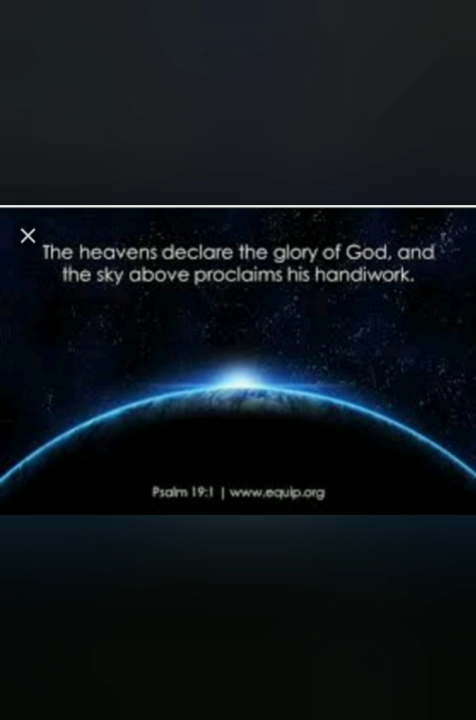 The heavens declare the glory of God, and
the sky above proclaims his handiwork.
Psalm 19:1 | www.equip.org